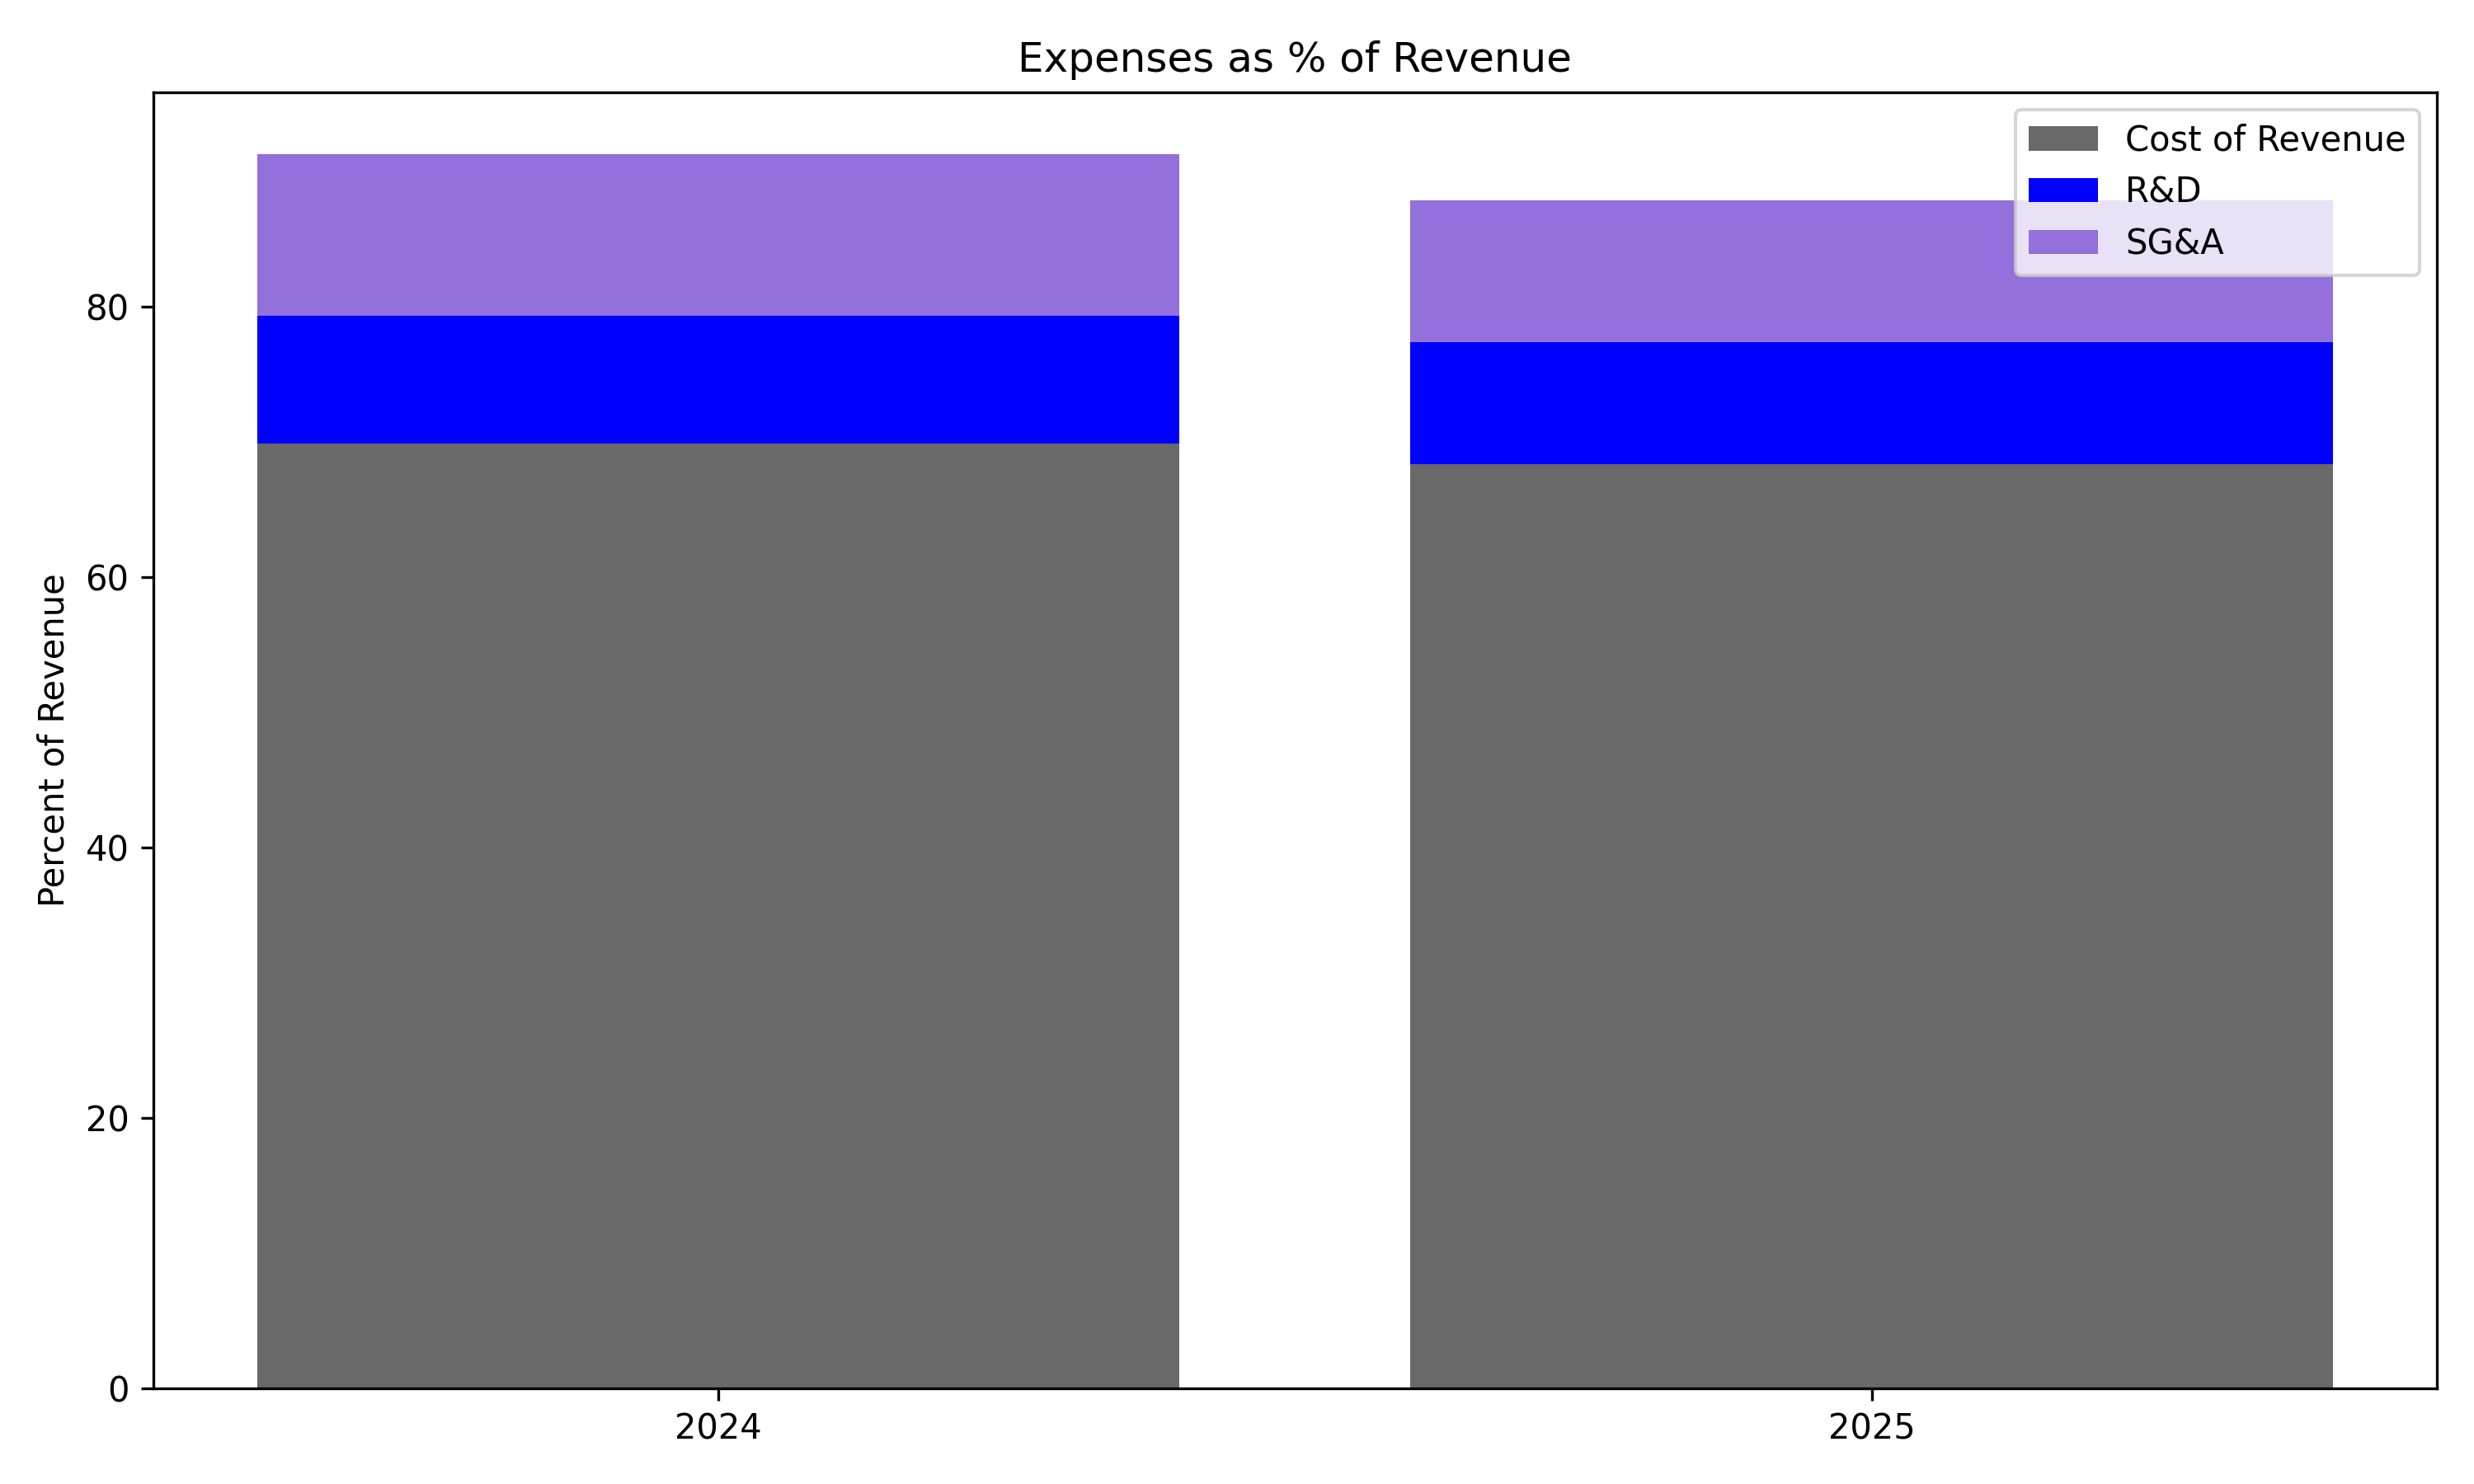 Expenses as % of Revenue
Cost of Revenue
R&D
SG&A
Percent of Revenue
80
60
40
20
0
2024
2025